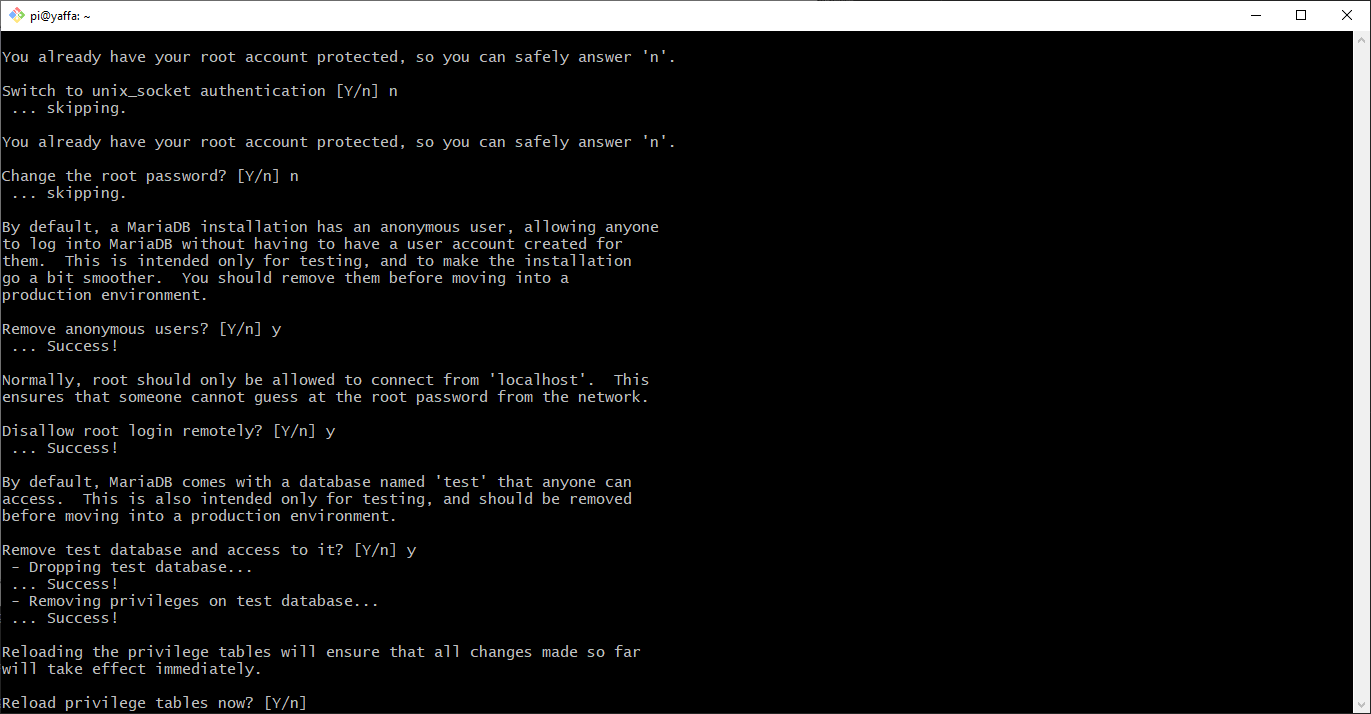 pi@yaffa: ~
You already have your root account protected, so you can safely answer 'n'.
Switch to unix_socket authentication [Y/n] n
 ... skipping.
You already have your root account protected, so you can safely answer 'n'.
Change the root password? [Y/n] n
 ... skipping.
By default, a MariaDB installation has an anonymous user, allowing anyone
to log into MariaDB without having to have a user account created for
them.  This is intended only for testing, and to make the installation
go a bit smoother.  You should remove them before moving into a
production environment.
Remove anonymous users? [Y/n] y
 ... Success!
Normally, root should only be allowed to connect from 'localhost'.  This
ensures that someone cannot guess at the root password from the network.
Disallow root login remotely? [Y/n] y
 ... Success!
By default, MariaDB comes with a database named 'test' that anyone can
access.  This is also intended only for testing, and should be removed
before moving into a production environment.
Remove test database and access to it? [Y/n] y
 - Dropping test database...
 ... Success!
 - Removing privileges on test database...
 ... Success!
Reloading the privilege tables will ensure that all changes made so far
will take effect immediately.
Reload privilege tables now? [Y/n]